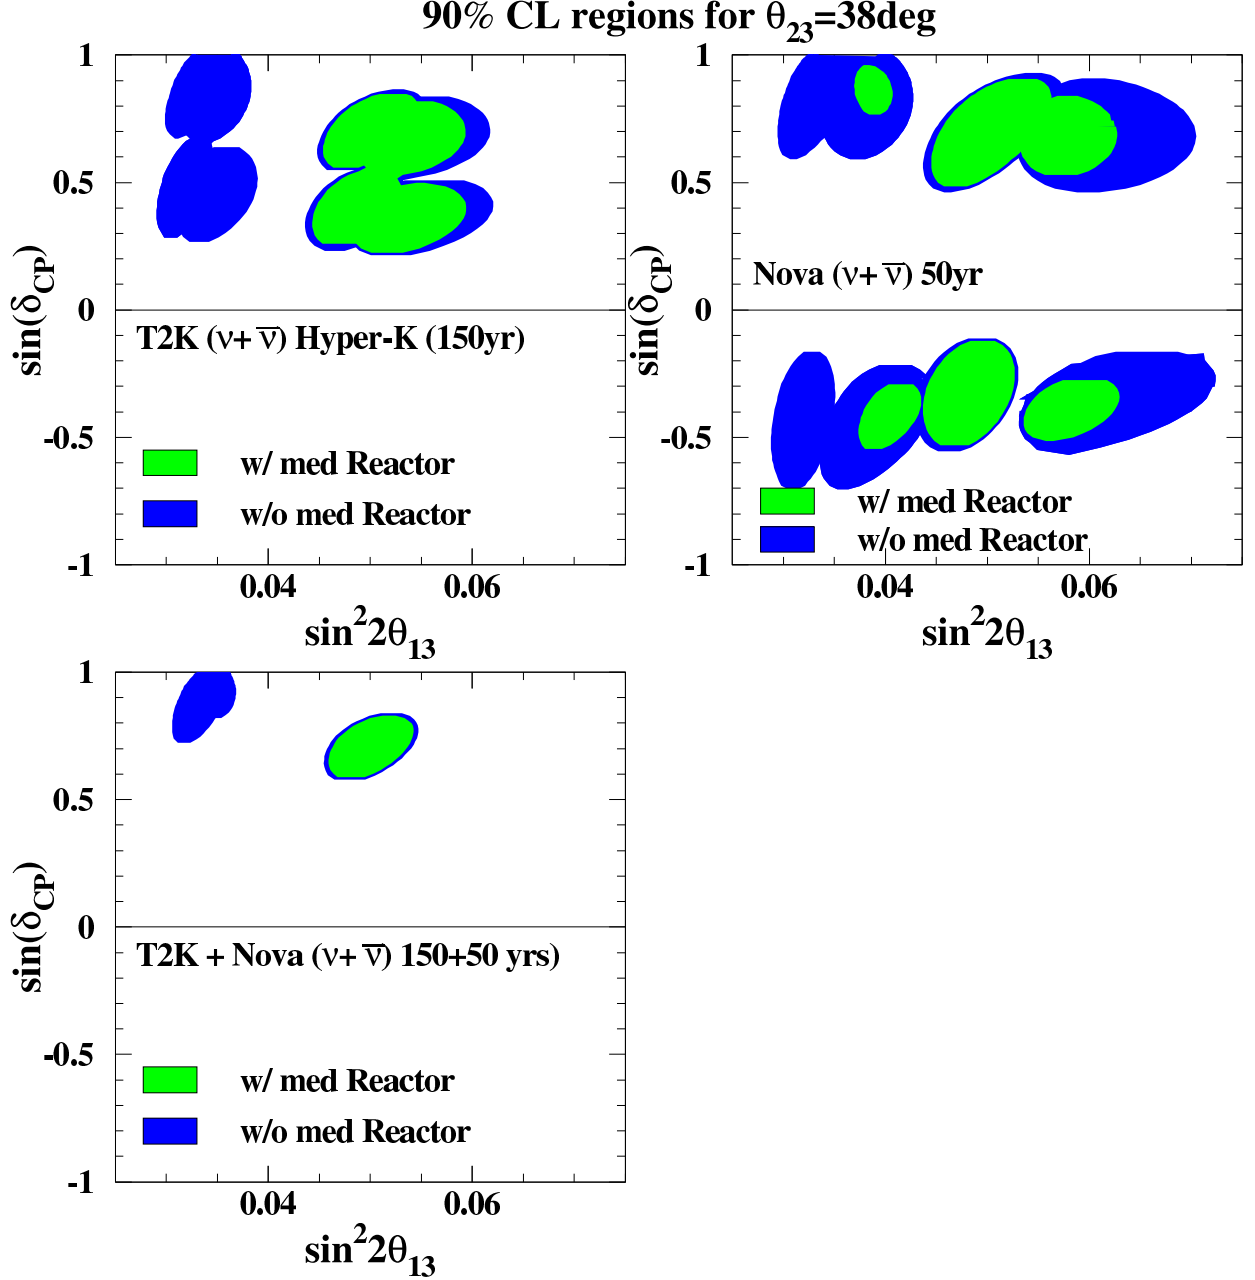 90% CL regions for θ23=38deg
sin(δCP)
1
0.5
0
-0.5
-1
T2K (ν+ ν̅) Hyper-K (150yr)
w/ med Reactor
w/o med Reactor
0.04 0.06
sin²2θ13
sin(δCP)
1
0.5
0
-0.5
-1
Nova (ν+ ν̅) 50yr
w/ med Reactor
w/o med Reactor
0.04 0.06
sin²2θ13
sin(δCP)
1
0.5
0
-0.5
-1
T2K + Nova (ν+ ν̅) 150+50 yrs)
w/ med Reactor
w/o med Reactor
0.04 0.06
sin²2θ13